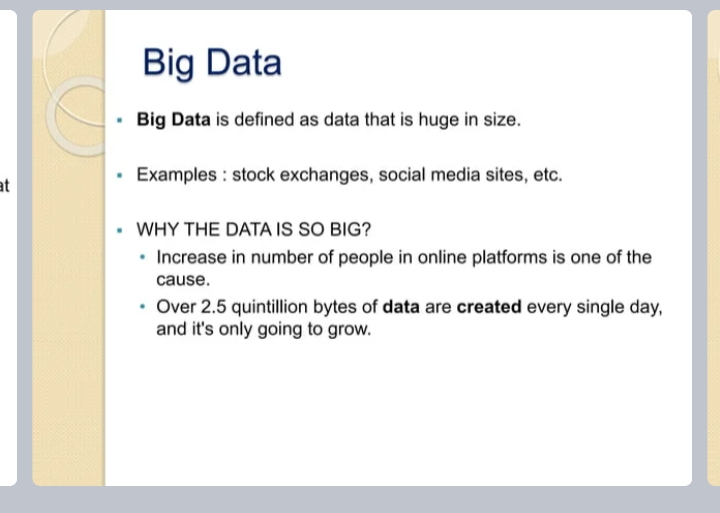 Big Data
• Big Data is defined as data that is huge in size.
• Examples : stock exchanges, social media sites, etc.
• WHY THE DATA IS SO BIG?
• Increase in number of people in online platforms is one of the
cause.
• Over 2.5 quintillion bytes of data are created every single day,
and it's only going to grow.